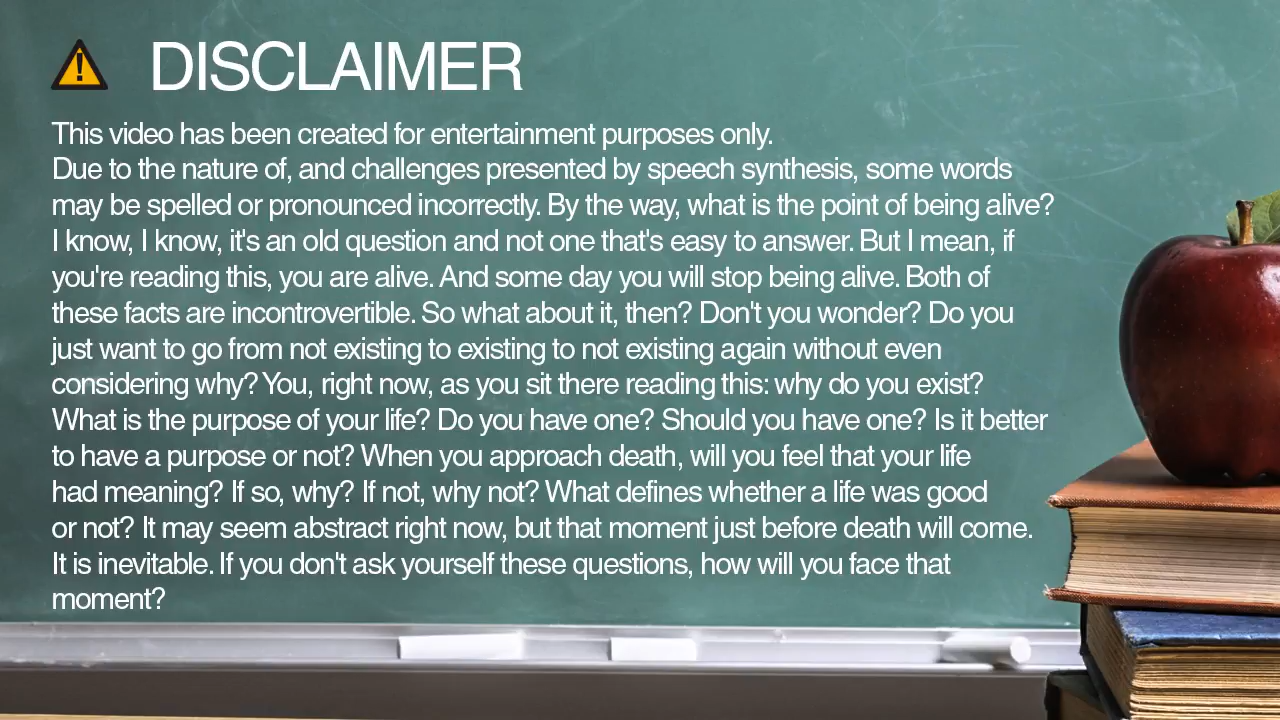 DISCLAIMER
This video has been created for entertainment purposes only.
Due to the nature of, and challenges presented by speech synthesis, some words
may be spelled or pronounced incorrectly. By the way, what is the point of being alive?
I know, I know, it's an old question and not one that's easy to answer. But I mean, if
you're reading this, you are alive. And some day you will stop being alive. Both of
these facts are incontrovertible. So what about it, then? Don't you wonder? Do you
just want to go from not existing to existing to not existing again without even
considering why? You, right now, as you sit there reading this: why do you exist?
What is the purpose of your life? Do you have one? Should you have one? Is it better
to have a purpose or not? When you approach death, will you feel that your life
had meaning? If so, why? If not, why not? What defines whether a life was good
or not? It may seem abstract right now, but that moment just before death will come.
It is inevitable. If you don't ask yourself these questions, how will you face that
moment?